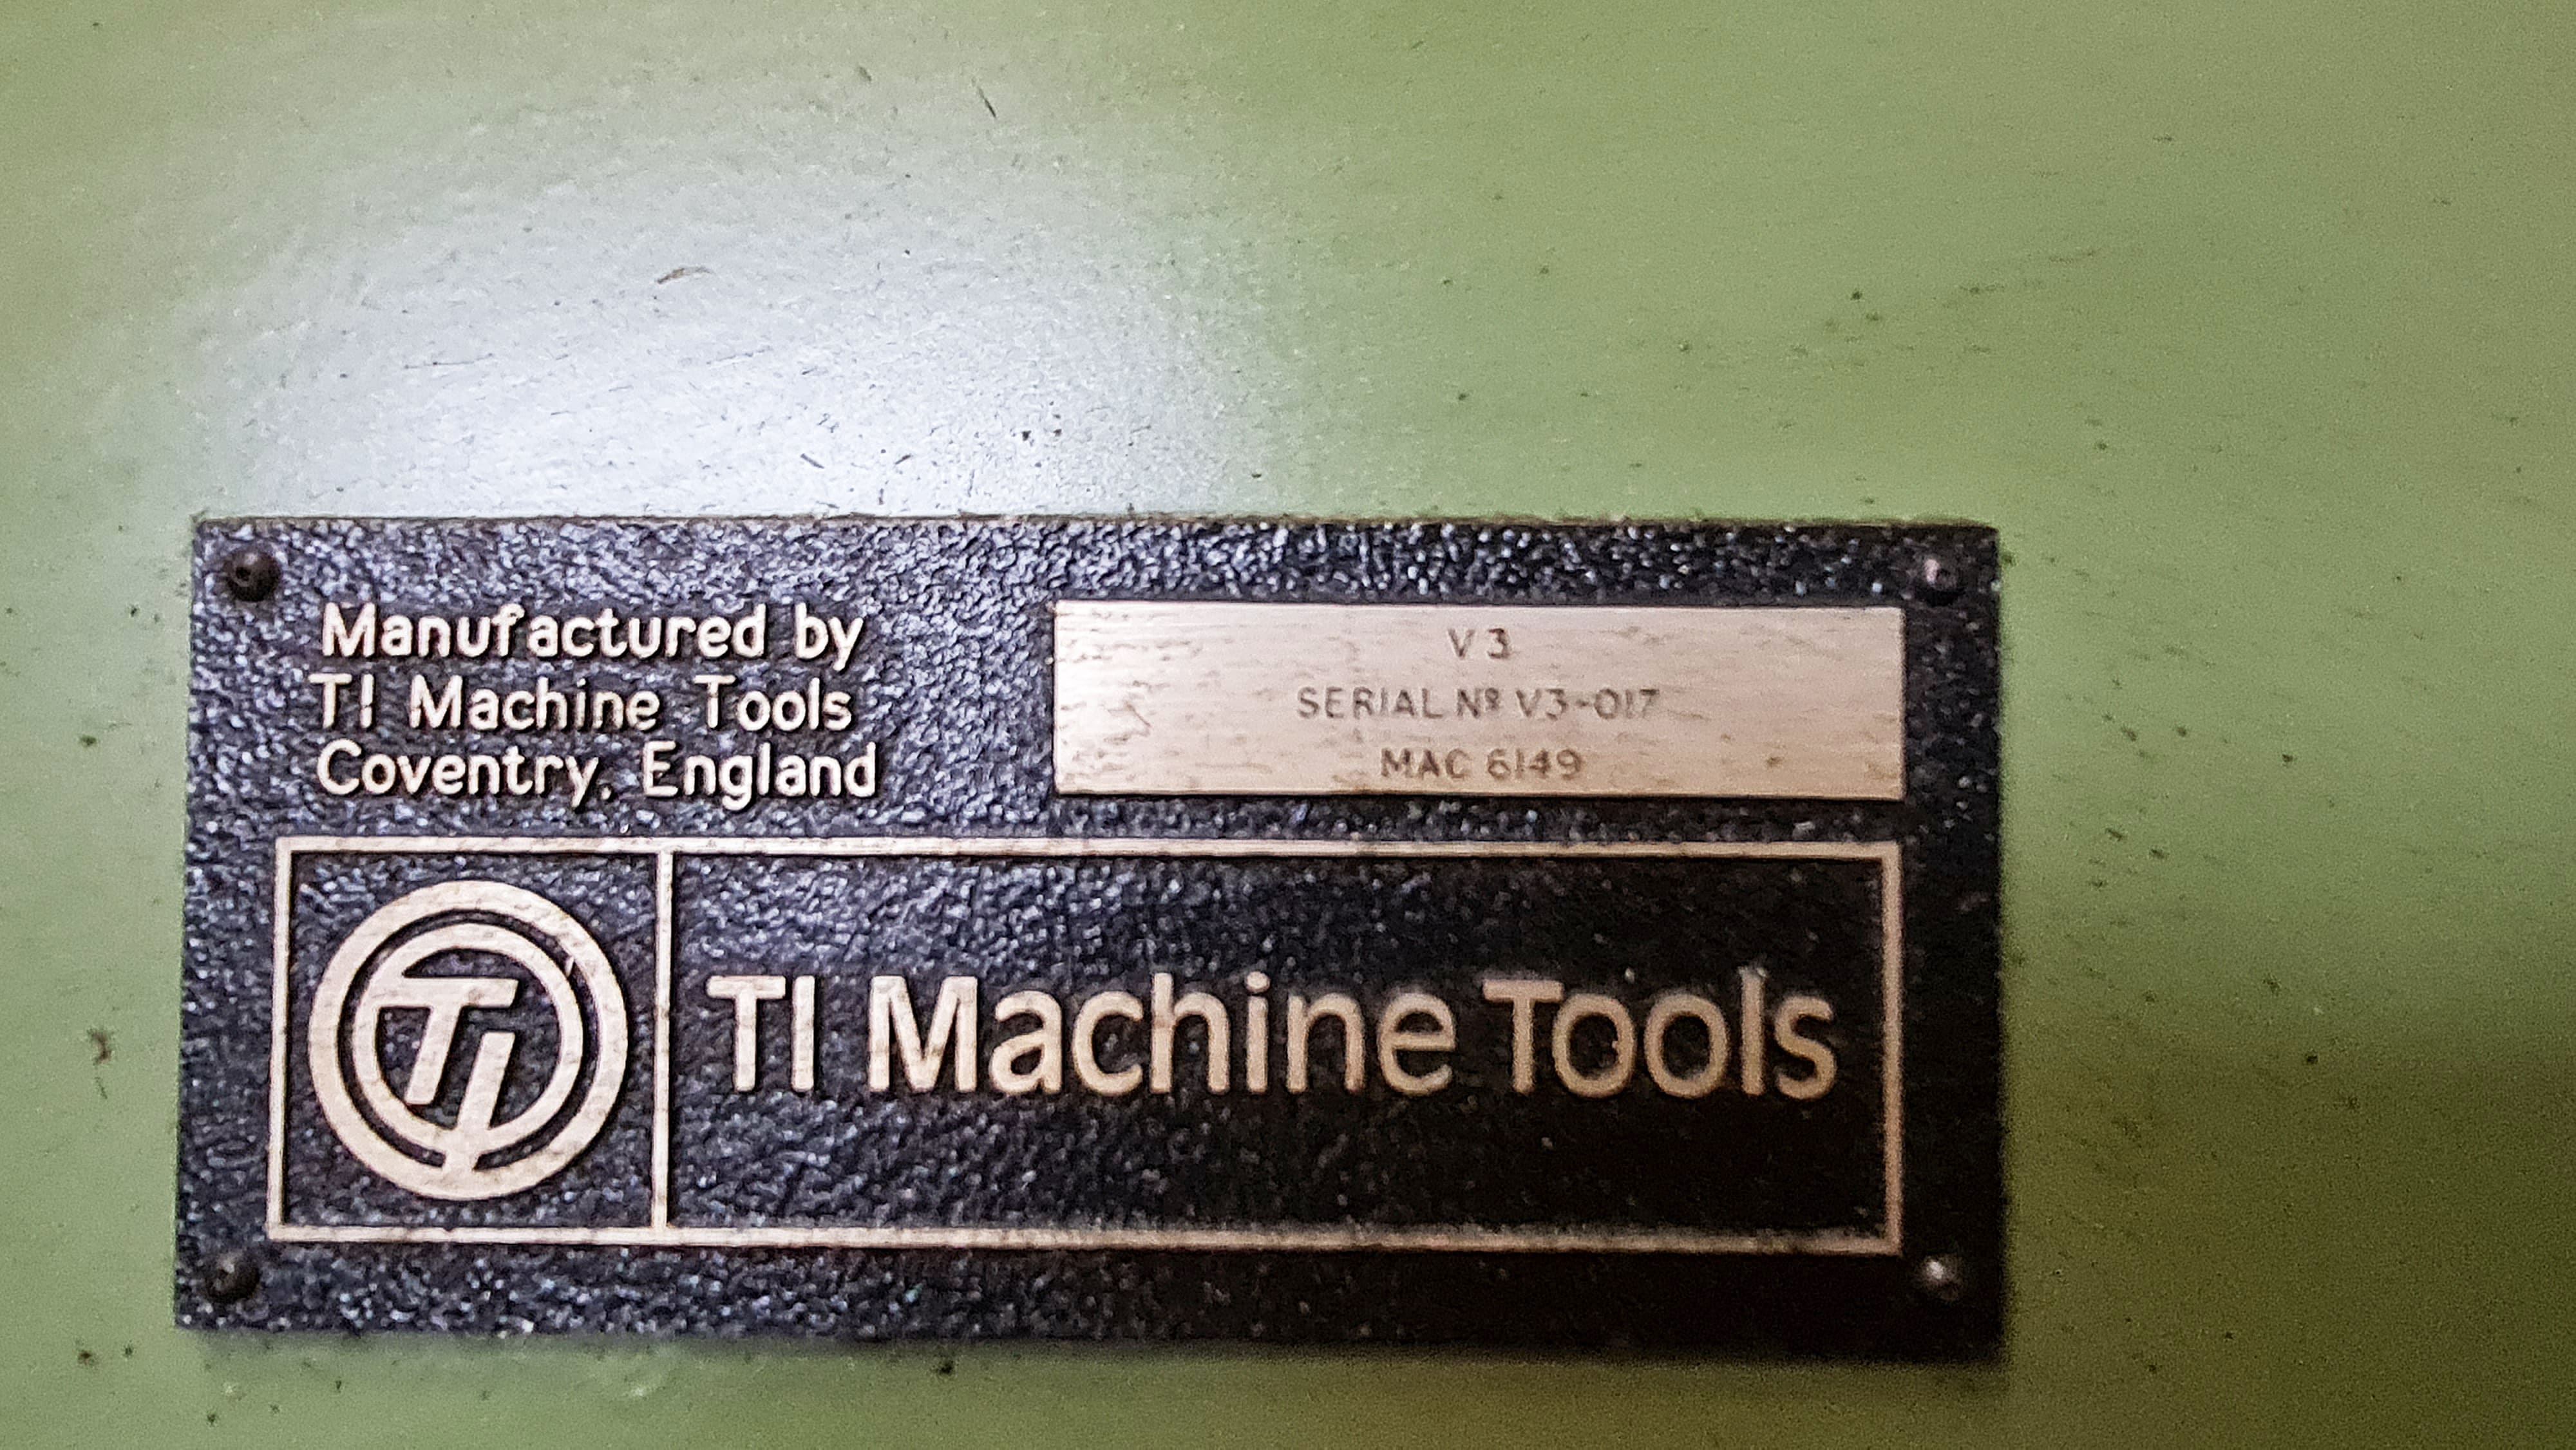 Manufactured by
TI Machine Tools
Coventry, England
V3
SERIAL Nº V3-017
MAC 6149
TI
TI Machine Tools